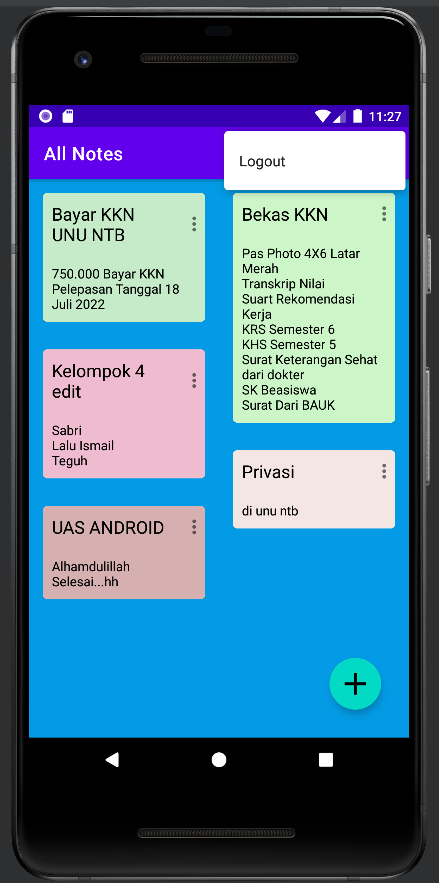 11:27
All Notes
Logout
Bayar KKN
UNU NTB
750.000 Bayar KKN
Pelepasan Tanggal 18
Juli 2022
Bekas KKN
Pas Photo 4X6 Latar
Merah
Transkrip Nilai
Suart Rekomendasi
Kerja
KRS Semester 6
KHS Semester 5
Surat Keterangan Sehat
dari dokter
SK Beasiswa
Surat Dari BAUK
Kelompok 4
edit
Sabri
Lalu Ismail
Teguh
Privasi
di unu ntb
UAS ANDROID
Alhamdulillah
Selesai...hh